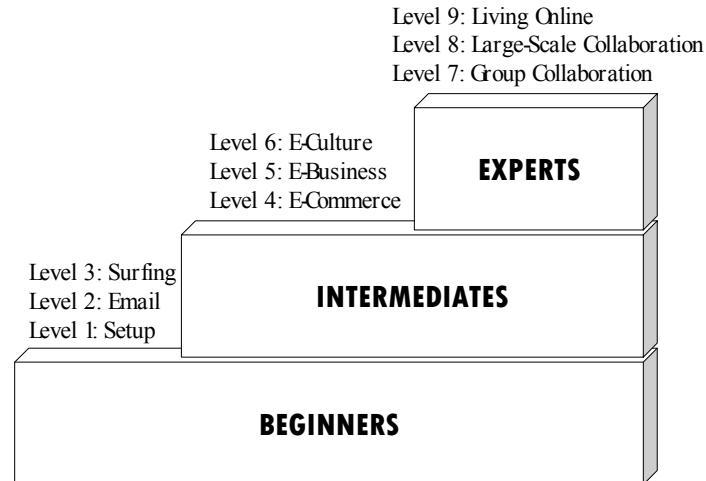 Level 9: Living Online
Level 8: Large-Scale Collaboration
Level 7: Group Collaboration
Level 6: E-Culture
Level 5: E-Business
Level 4: E-Commerce
EXPERTS
Level 3: Surfing
Level 2: Email
Level 1: Setup
INTERMEDIATES
BEGINNERS